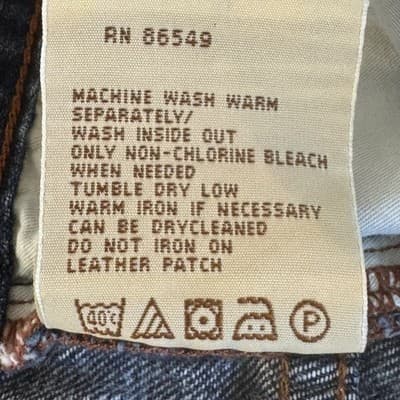 RN 86549
MACHINE WASH WARM
SEPARATELY/
WASH INSIDE OUT
ONLY NON-CHLORINE BLEACH
WHEN NEEDED
TUMBLE DRY LOW
WARM IRON IF NECESSARY
CAN BE DRYCLEANED
DO NOT IRON ON
LEATHER PATCH
40°C P